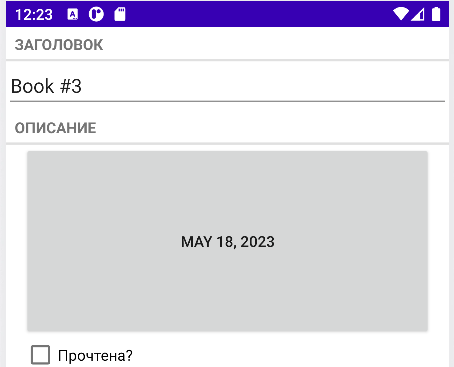 12:23
ЗАГОЛОВОК
Book #3
ОПИСАНИЕ
MAY 18, 2023
Прочтена?